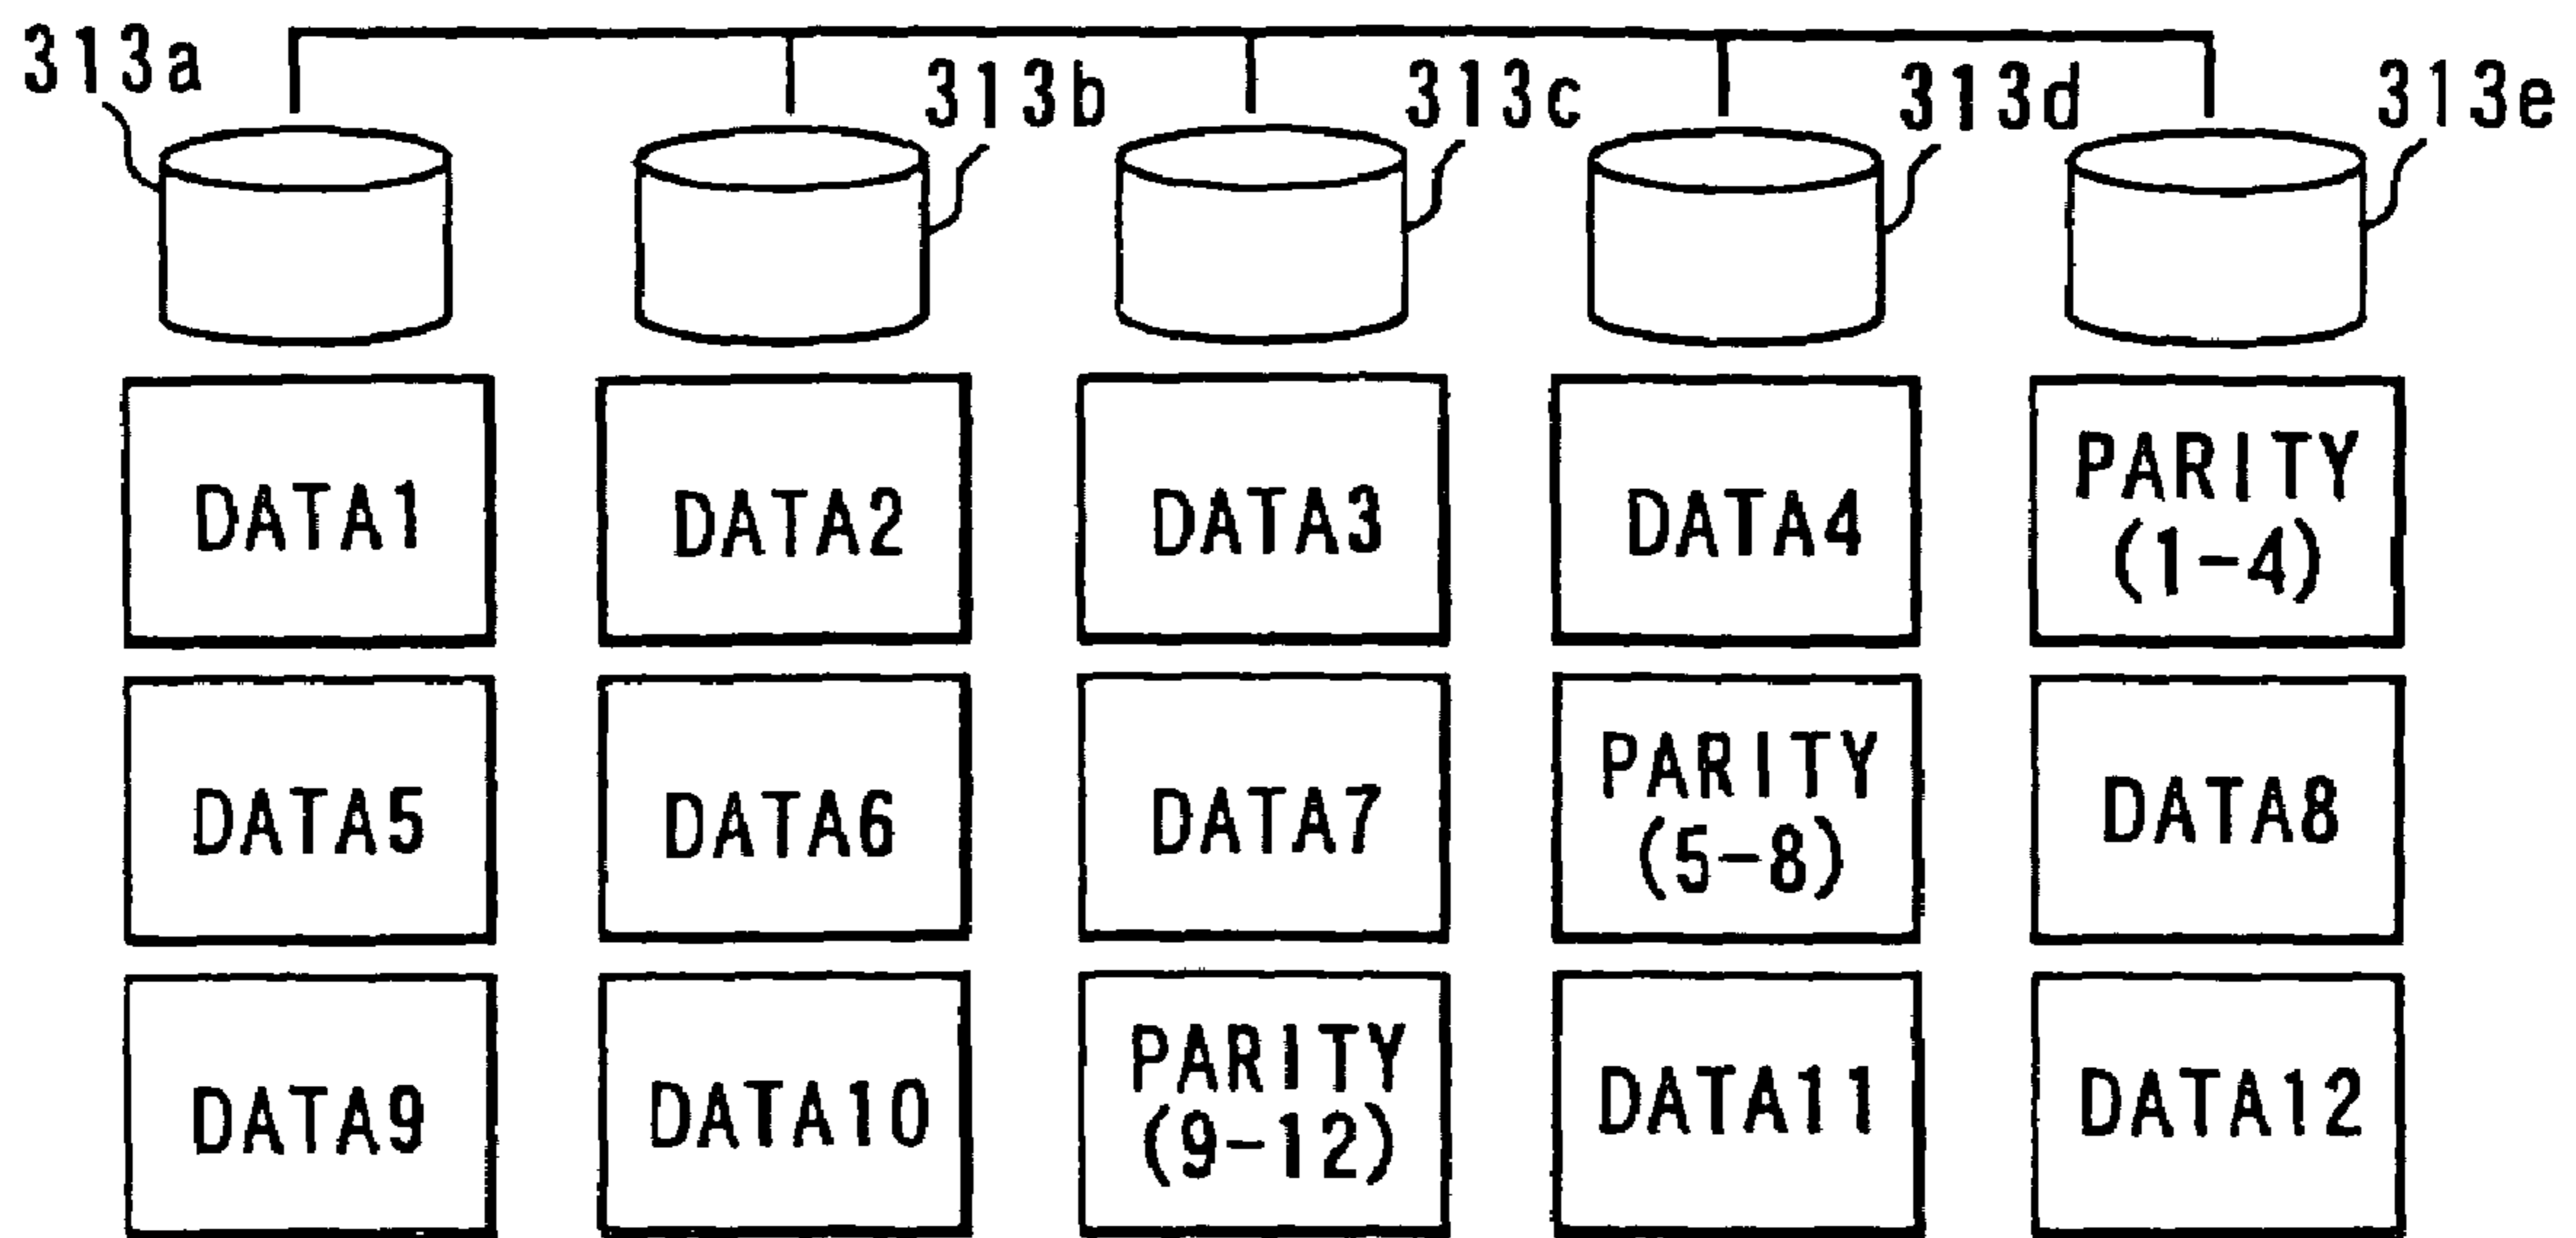 313a
313b
313c
313d
313e
DATA1
DATA2
DATA3
DATA4
PARITY
(1-4)
DATA5
DATA6
DATA7
PARITY
(5-8)
DATA8
DATA9
DATA10
PARITY
(9-12)
DATA11
DATA12